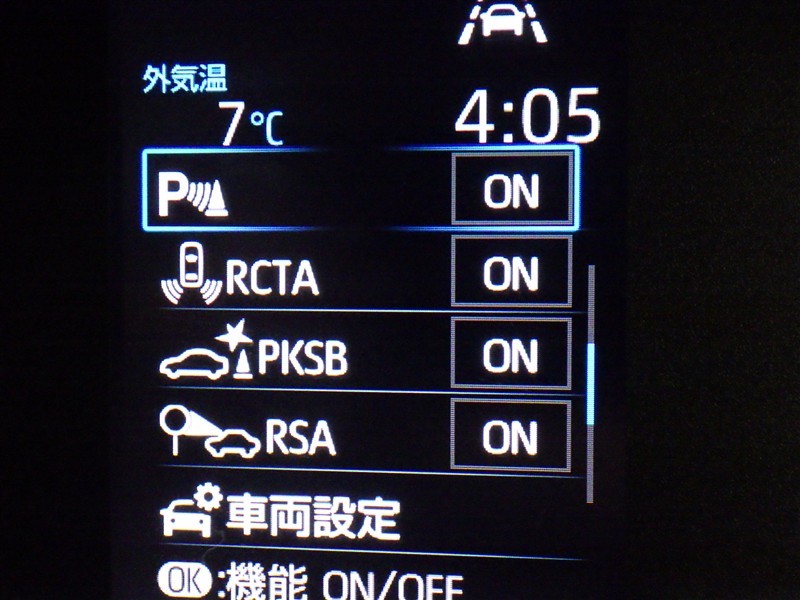 外気温
7℃ 4:05
P ON
RCTA ON
PKSB ON
RSA ON
車両設定
OK:機能 ON/OFF